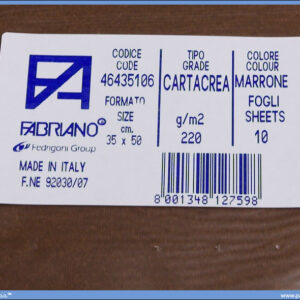 FABRIANO®
Fedrigoni Group
MADE IN ITALY
F.NE 92030/07
CODICE
CODE
46435106
FORMATO
SIZE
cm.
35 x 50
TIPO
GRADE
CARTACREA
g/m2
220
COLORE
COLOUR
MARRONE
FOGLI
SHEETS
10
8 001348 127598